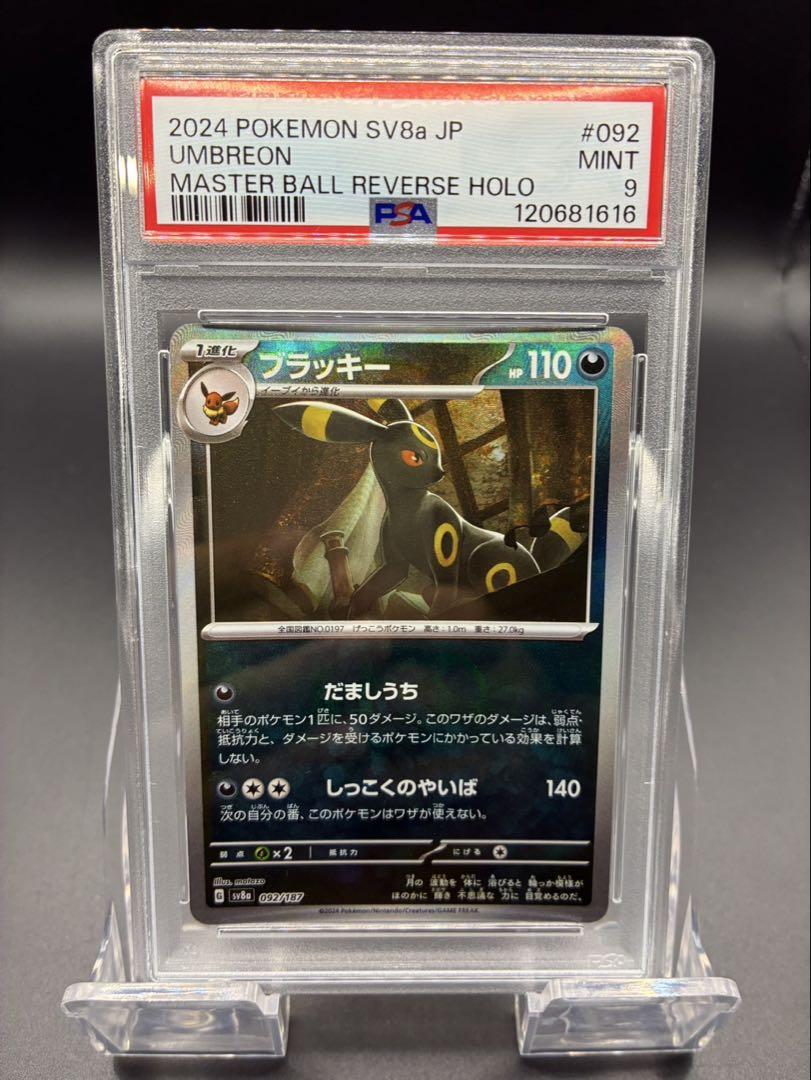 2024 POKEMON SV8a JP #092
UMBREON MINT
MASTER BALL REVERSE HOLO 9
PSA 120681616
1進化
ブラッキー HP 110
イーブイから進化
全国図鑑NO.0197 げっこうポケモン 高さ:1.0m 重さ:27.0kg
だましうち
相手のポケモン1匹に、50ダメージ。このワザのダメージは、弱点・
抵抗力と、ダメージを受けるポケモンにかかっている効果を計算
しない。
しっこくのやいば 140
次の自分の番、このポケモンはワザが使えない。
弱点 ×2 抵抗力 にげる
illus. matazo
G sv8a 092/187
月の 波動を 体に 浴びると 輪っか模様が
ほのかに 輝き 不思議な 力に 目覚めるのだ。
©2024 Pokémon/Nintendo/Creatures/GAME FREAK